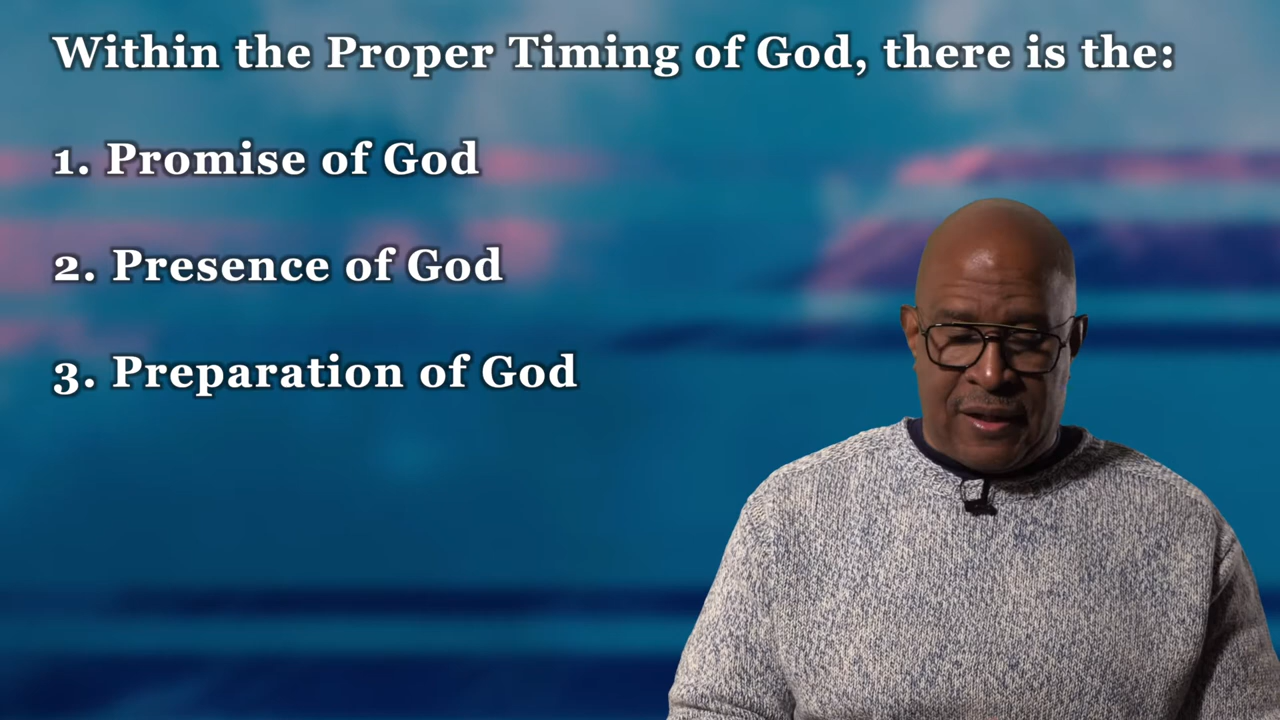 Within the Proper Timing of God, there is the:
1. Promise of God
2. Presence of God
3. Preparation of God